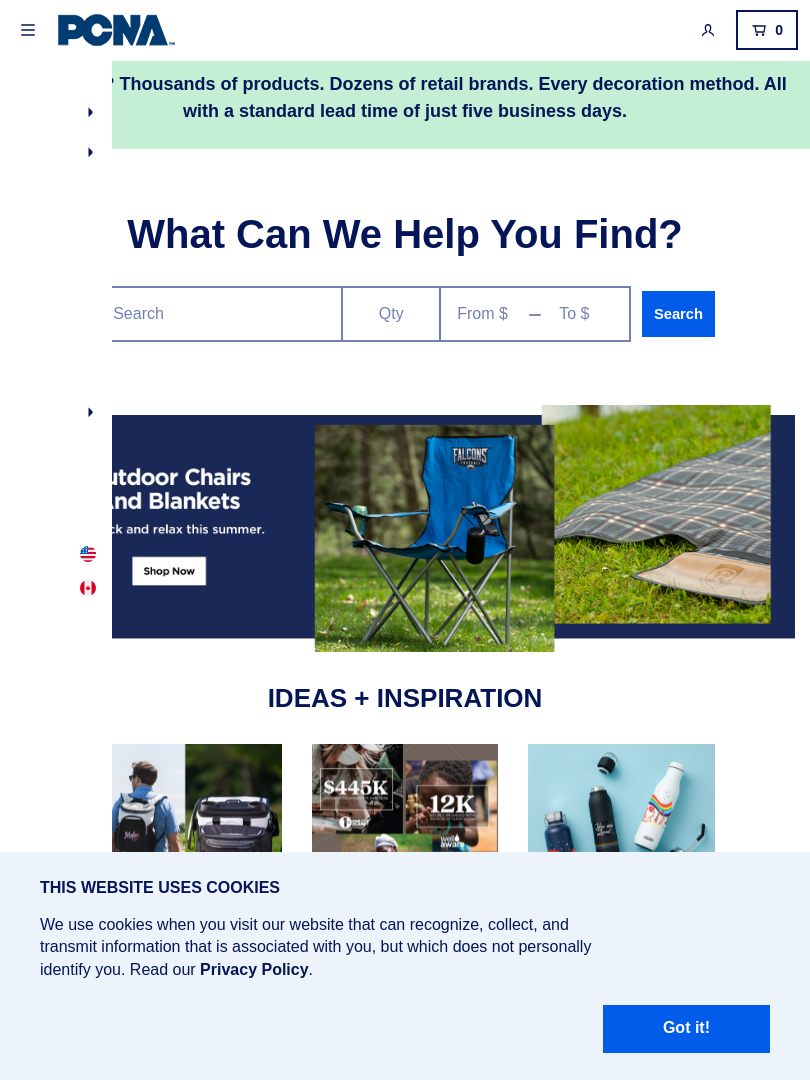 PCNA
0
? Thousands of products. Dozens of retail brands. Every decoration method. All
with a standard lead time of just five business days.
What Can We Help You Find?
Search
Qty
From $ — To $
Search
utdoor Chairs
nd Blankets
ck and relax this summer.
Shop Now
FALCONS
IDEAS + INSPIRATION
$445K
12K
well
aware
THIS WEBSITE USES COOKIES
We use cookies when you visit our website that can recognize, collect, and
transmit information that is associated with you, but which does not personally
identify you. Read our Privacy Policy.
Got it!